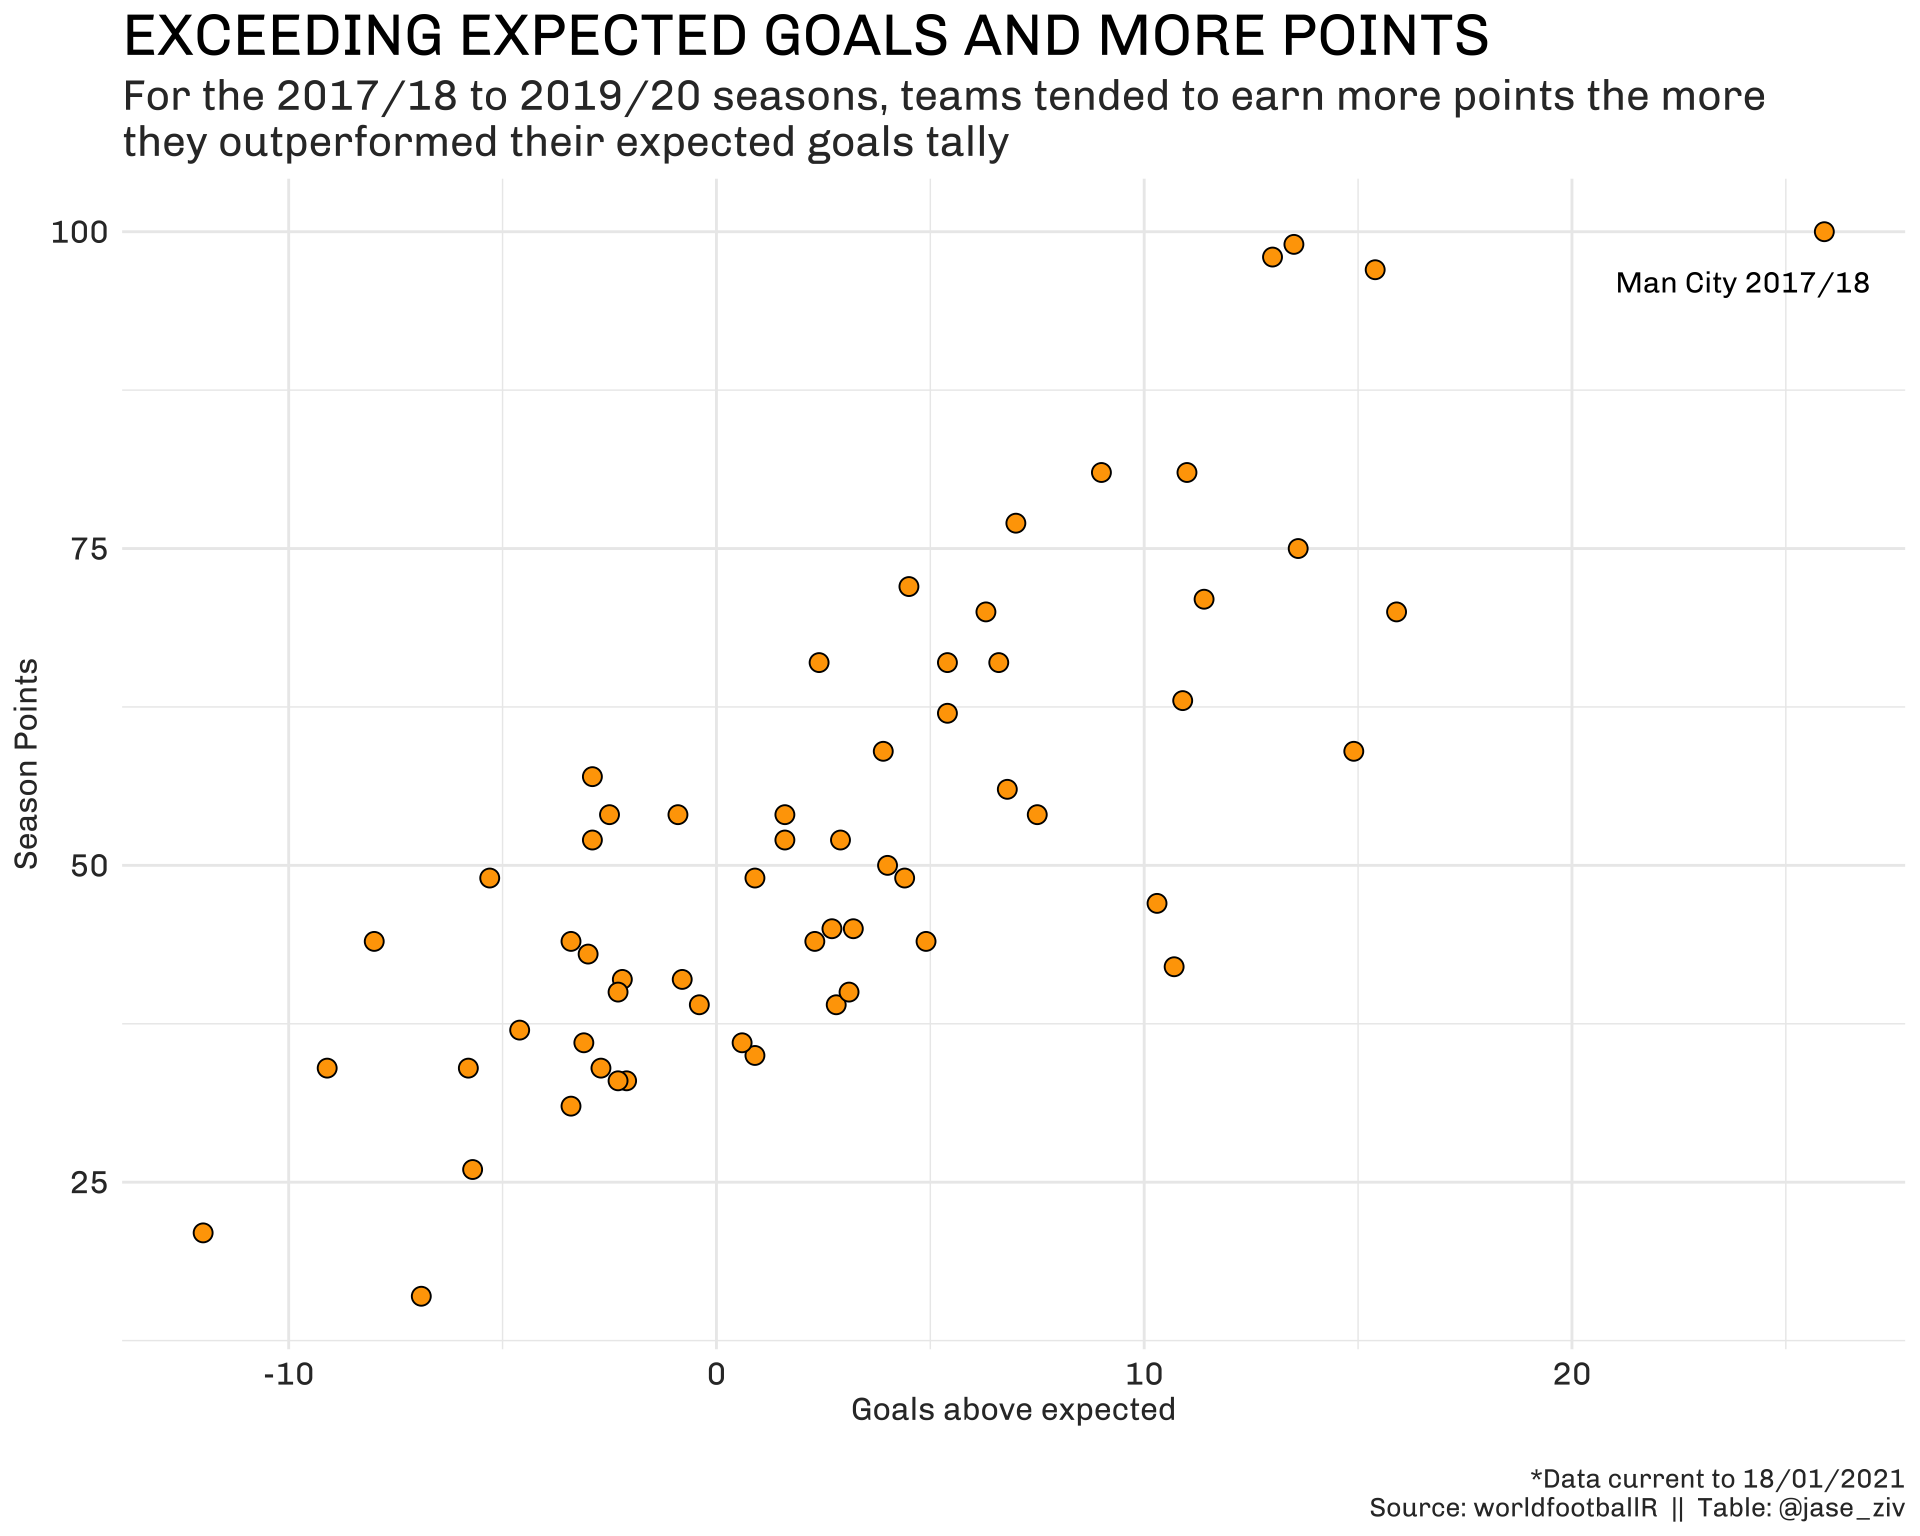 EXCEEDING EXPECTED GOALS AND MORE POINTS
For the 2017/18 to 2019/20 seasons, teams tended to earn more points the more
they outperformed their expected goals tally
100
Man City 2017/18
75
Season Points
50
25
-10 0 10 20
Goals above expected
*Data current to 18/01/2021
Source: worldfootballR || Table: @jase_ziv